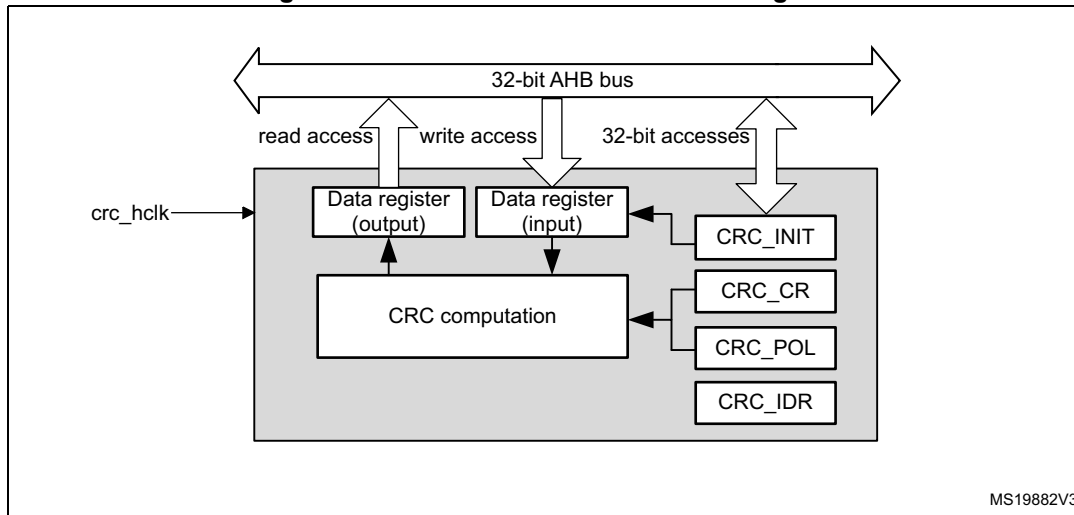 32-bit AHB bus
read access
write access
32-bit accesses
crc_hclk
Data register
(output)
Data register
(input)
CRC_INIT
CRC_CR
CRC computation
CRC_POL
CRC_IDR
MS19882V3